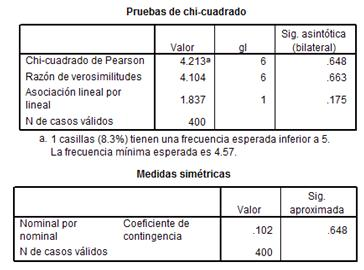 Pruebas de chi-cuadrado
Valor gl Sig. asintótica (bilateral)
Chi-cuadrado de Pearson 4.213ª 6 .648
Razón de verosimilitudes 4.104 6 .663
Asociación lineal por lineal 1.837 1 .175
N de casos válidos 400
a. 1 casillas (8.3%) tienen una frecuencia esperada inferior a 5.
La frecuencia mínima esperada es 4.57.
Medidas simétricas
Valor Sig. aproximada
Nominal por nominal Coeficiente de contingencia .102 .648
N de casos válidos 400